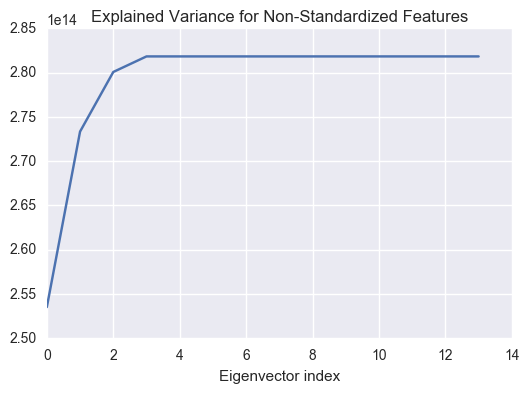 Explained Variance for Non-Standardized Features
1e14
2.85
2.80
2.75
2.70
2.65
2.60
2.55
2.50
0 2 4 6 8 10 12 14
Eigenvector index